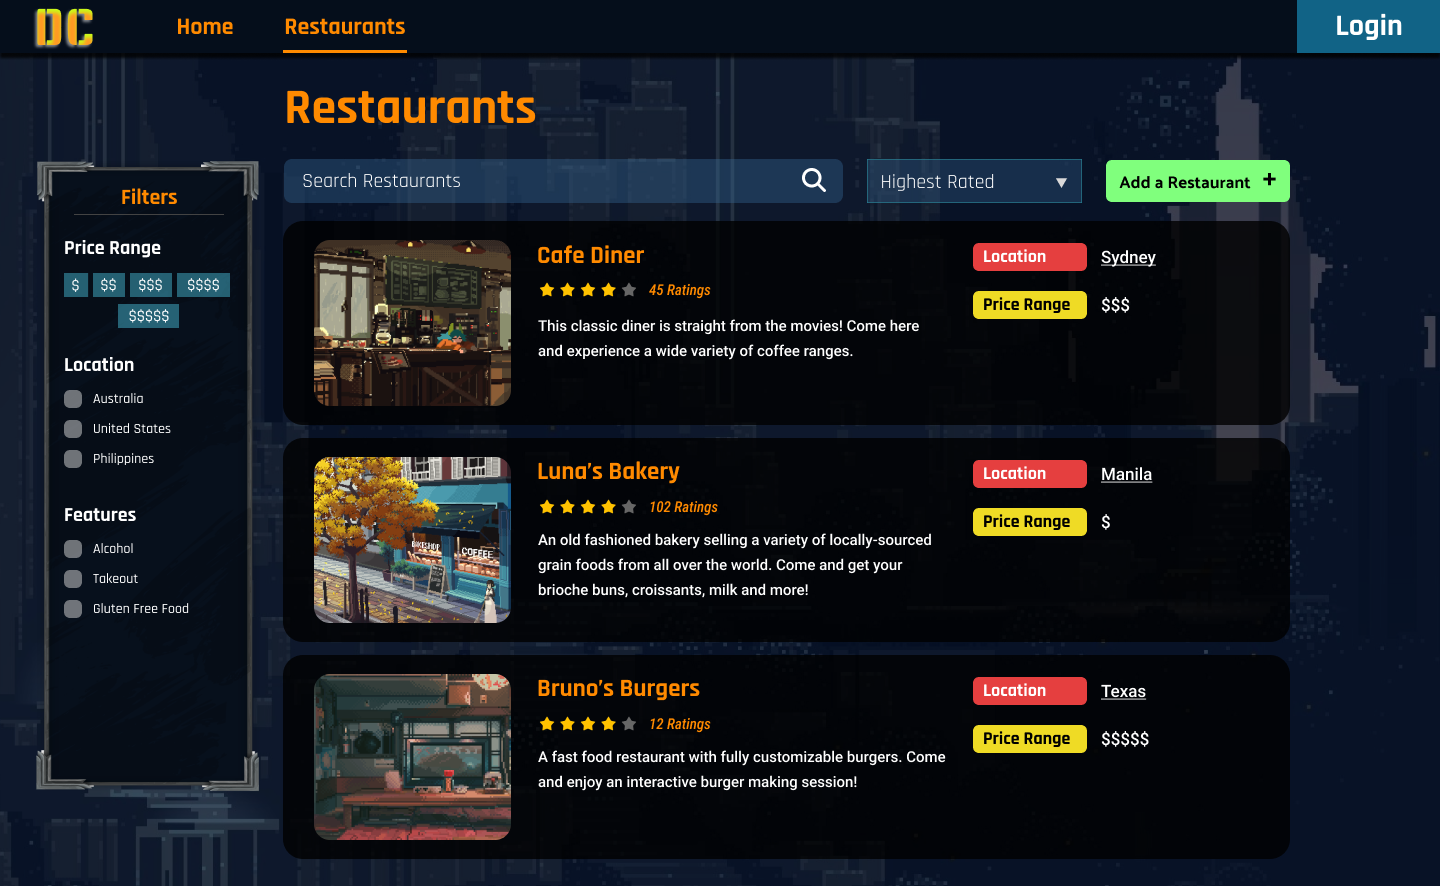 DC
Home
Restaurants
Login
Restaurants
Search Restaurants
Highest Rated
Add a Restaurant +
Filters
Price Range
$
$$
$$$
$$$$
$$$$$
Location
Australia
United States
Philippines
Features
Alcohol
Takeout
Gluten Free Food
Cafe Diner
45 Ratings
This classic diner is straight from the movies! Come here
and experience a wide variety of coffee ranges.
Location
Sydney
Price Range
$$$
BAKESHOP
COFFEE
Luna’s Bakery
102 Ratings
An old fashioned bakery selling a variety of locally-sourced
grain foods from all over the world. Come and get your
brioche buns, croissants, milk and more!
Location
Manila
Price Range
$
Bruno’s Burgers
12 Ratings
A fast food restaurant with fully customizable burgers. Come
and enjoy an interactive burger making session!
Location
Texas
Price Range
$$$$$